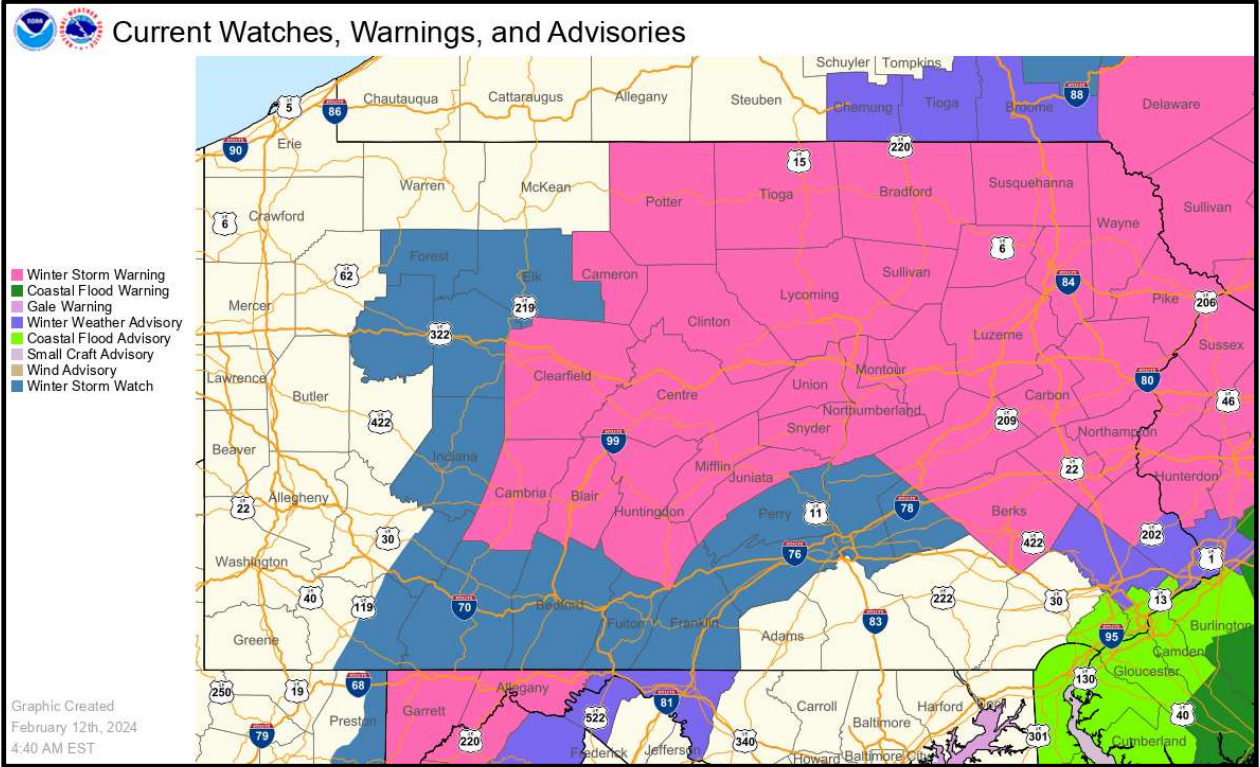 Current Watches, Warnings, and Advisories
Schuyler Tompkins
Chautauqua Cattaraugus Allegany Steuben Chemung Tioga Broome 88 Delaware
5
86
90
Erie
15
220
Warren McKean Potter Tioga Bradford Susquehanna
6
Crawford
Wayne Sullivan
Forest Elk Cameron
62
6
Sullivan
84
Winter Storm Warning
Coastal Flood Warning
Gale Warning
Winter Weather Advisory
Coastal Flood Advisory
Small Craft Advisory
Wind Advisory
Winter Storm Watch
Mercer
219
Lycoming
Pike
206
322
Clinton
Luzerne
Sussex
Lawrence
Clearfield
Montour
80
Butler
Centre
Union
Carbon
46
422
Northumberland
209
Snyder
Northampton
Beaver
99
Indiana
Mifflin
22
Allegheny
Cambria Blair
Juniata
Hunterdon
22
Huntingdon
Perry
11
78
Berks
30
422
202
Washington
76
1
40
119
70
Bedford
222
30
13
Fulton Franklin
83
Burlington
Greene
Adams
95
Camden
Gloucester
250
19
68
Allegany
130
Garrett
81
Carroll
Harford
Preston
522
Baltimore
40
79
220
340
301
Cumberland
Frederick
Jefferson
Howard Baltimore City
Graphic Created
February 12th, 2024
4:40 AM EST